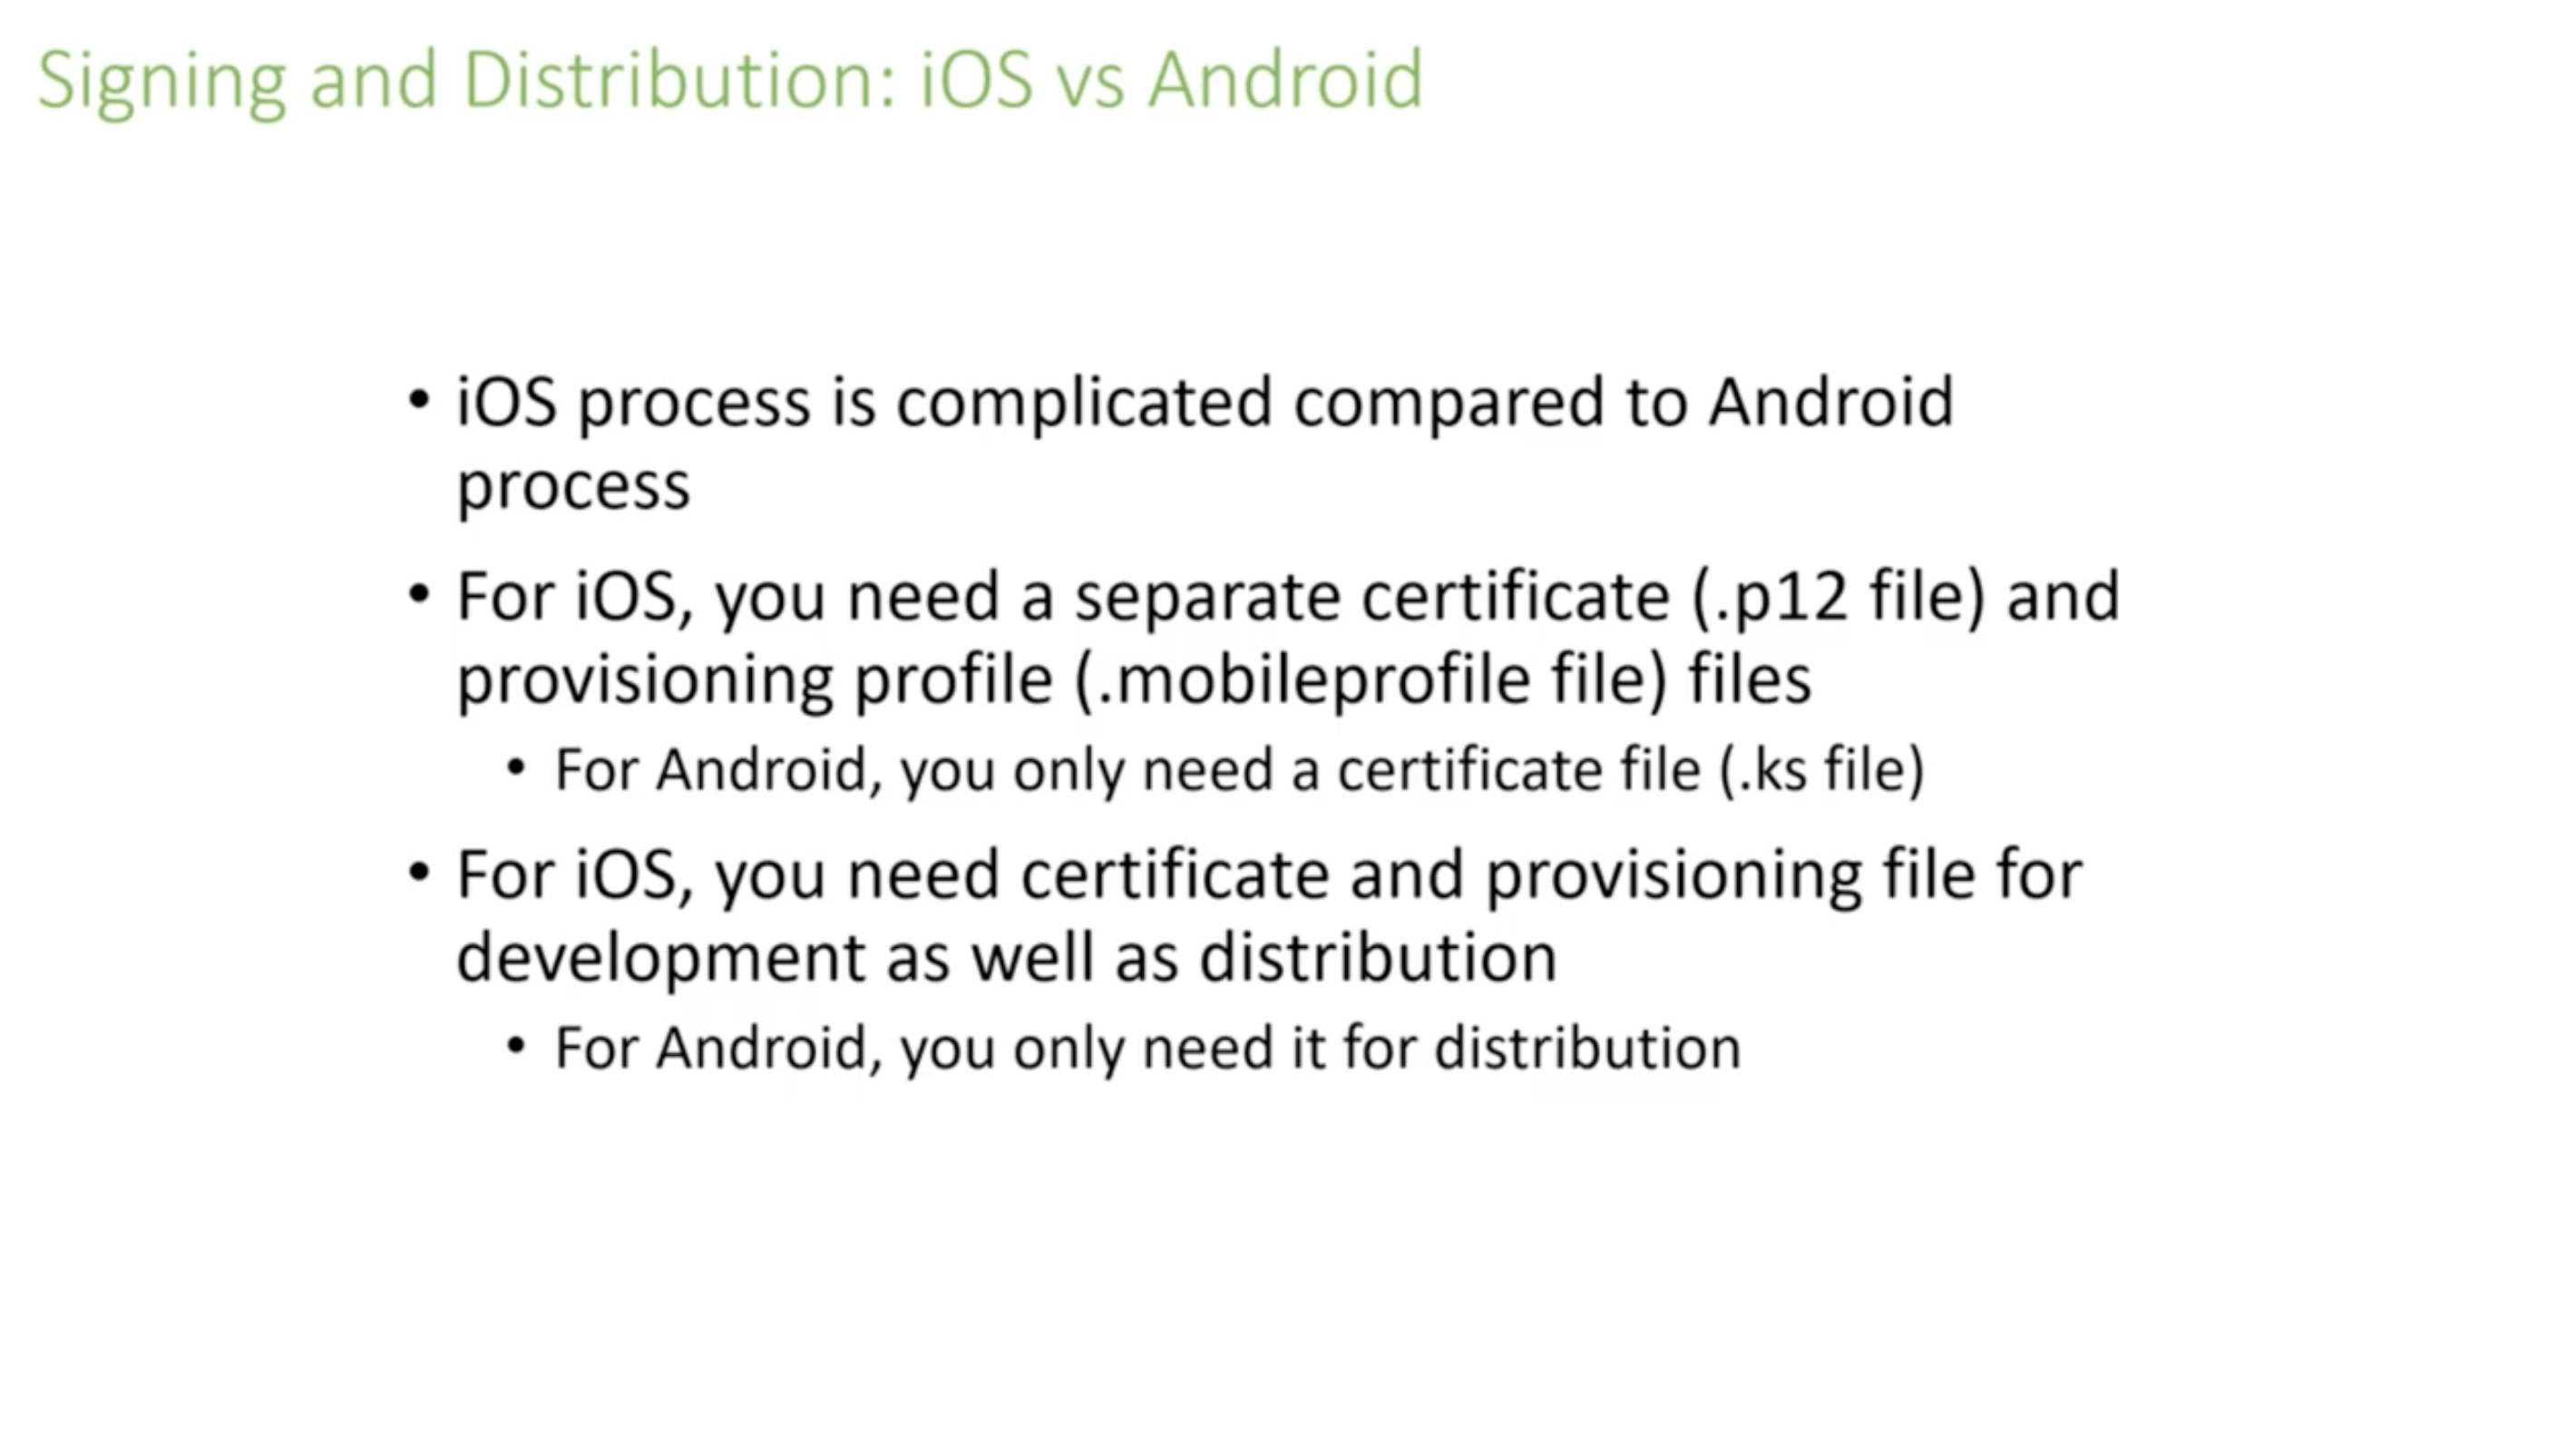 Signing and Distribution: iOS vs Android
• iOS process is complicated compared to Android
process
• For iOS, you need a separate certificate (.p12 file) and
provisioning profile (.mobileprofile file) files
• For Android, you only need a certificate file (.ks file)
• For iOS, you need certificate and provisioning file for
development as well as distribution
• For Android, you only need it for distribution